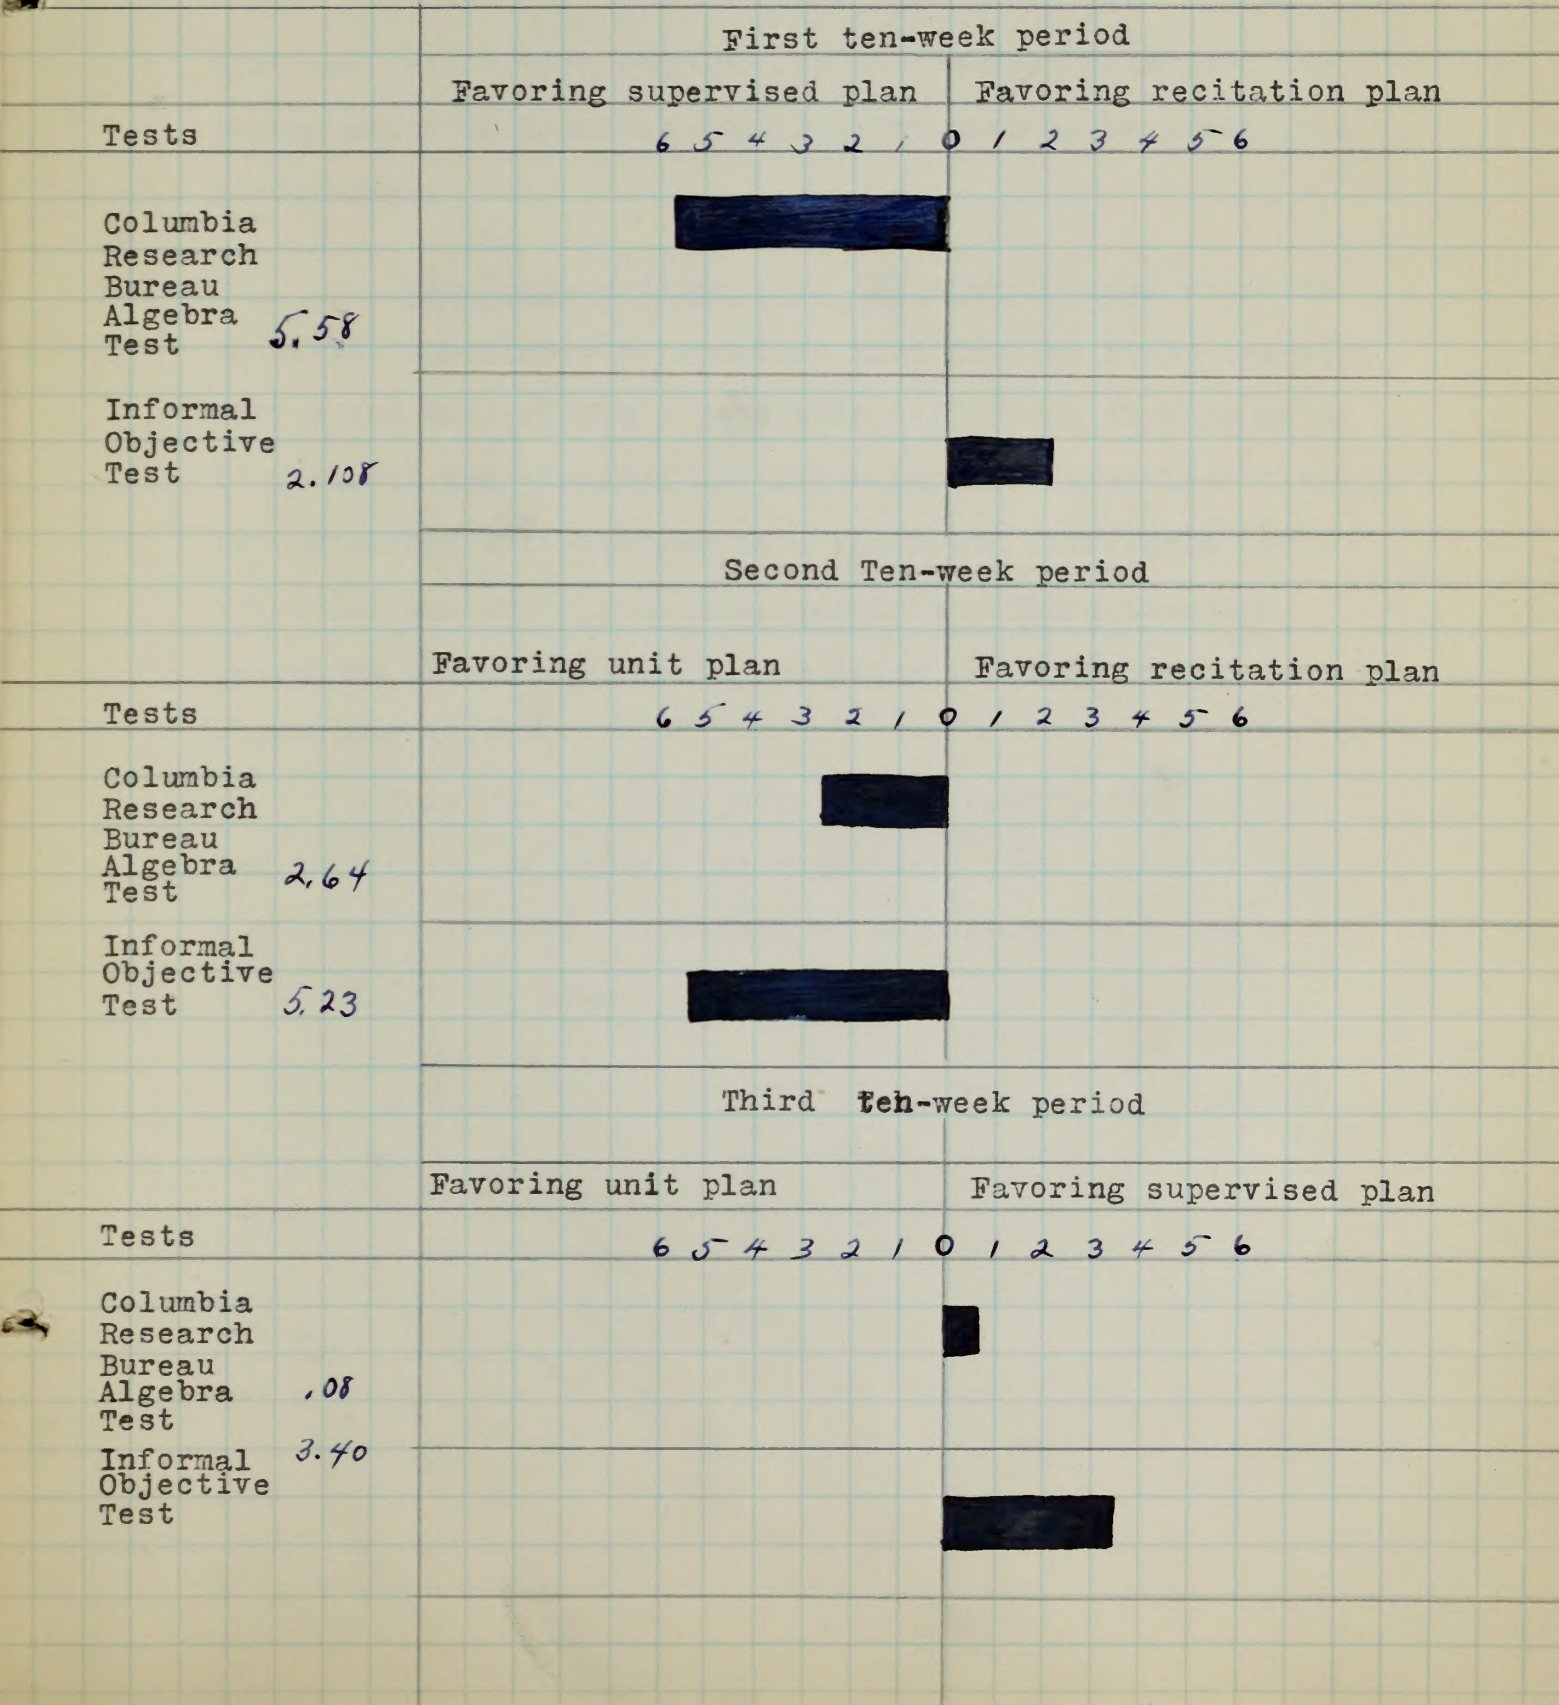 First ten-week period
Favoring supervised plan Favoring recitation plan
Tests 6 5 4 3 2 1 0 1 2 3 4 5 6
Columbia
Research
Bureau
Algebra 5.58
Test
Informal
Objective
Test 2.108
Second Ten-week period
Favoring unit plan Favoring recitation plan
Tests 6 5 4 3 2 1 0 1 2 3 4 5 6
Columbia
Research
Bureau
Algebra 2.64
Test
Informal
Objective
Test 5.23
Third ten-week period
Favoring unit plan Favoring supervised plan
Tests 6 5 4 3 2 1 0 1 2 3 4 5 6
Columbia
Research
Bureau
Algebra .08
Test
Informal 3.40
Objective
Test